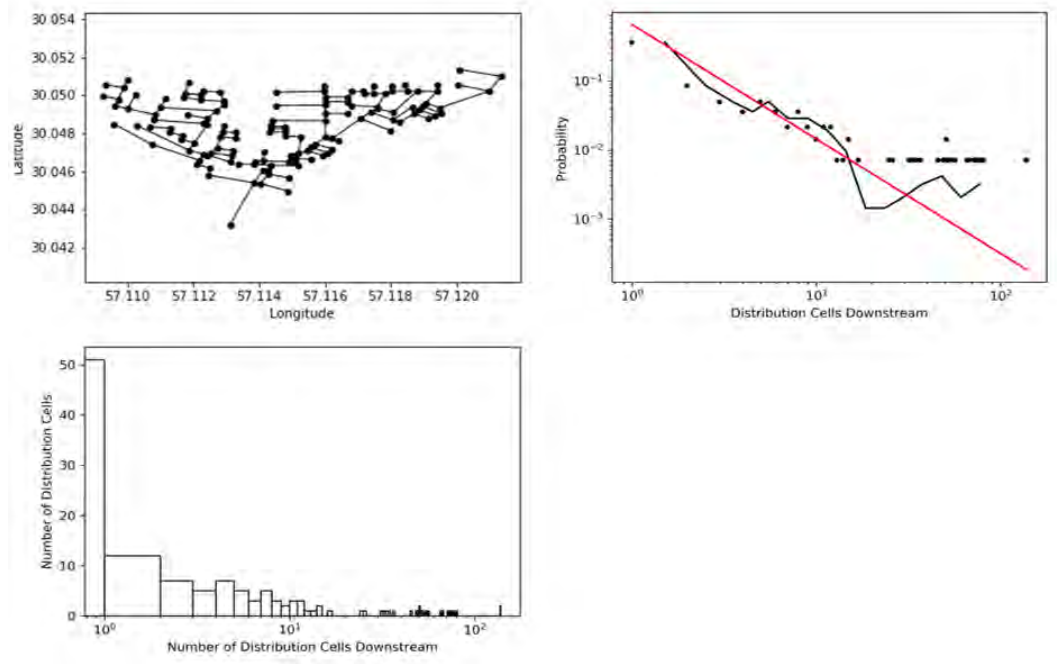 30.054
30.052
30.050
30.048
30.046
30.044
30.042
Latitude
57.110 57.112 57.114 57.116 57.118 57.120
Longitude
10⁻¹
10⁻²
10⁻³
Probability
10⁰ 10¹ 10²
Distribution Cells Downstream
50
40
30
20
10
0
Number of Distribution Cells
10⁰ 10¹ 10²
Number of Distribution Cells Downstream